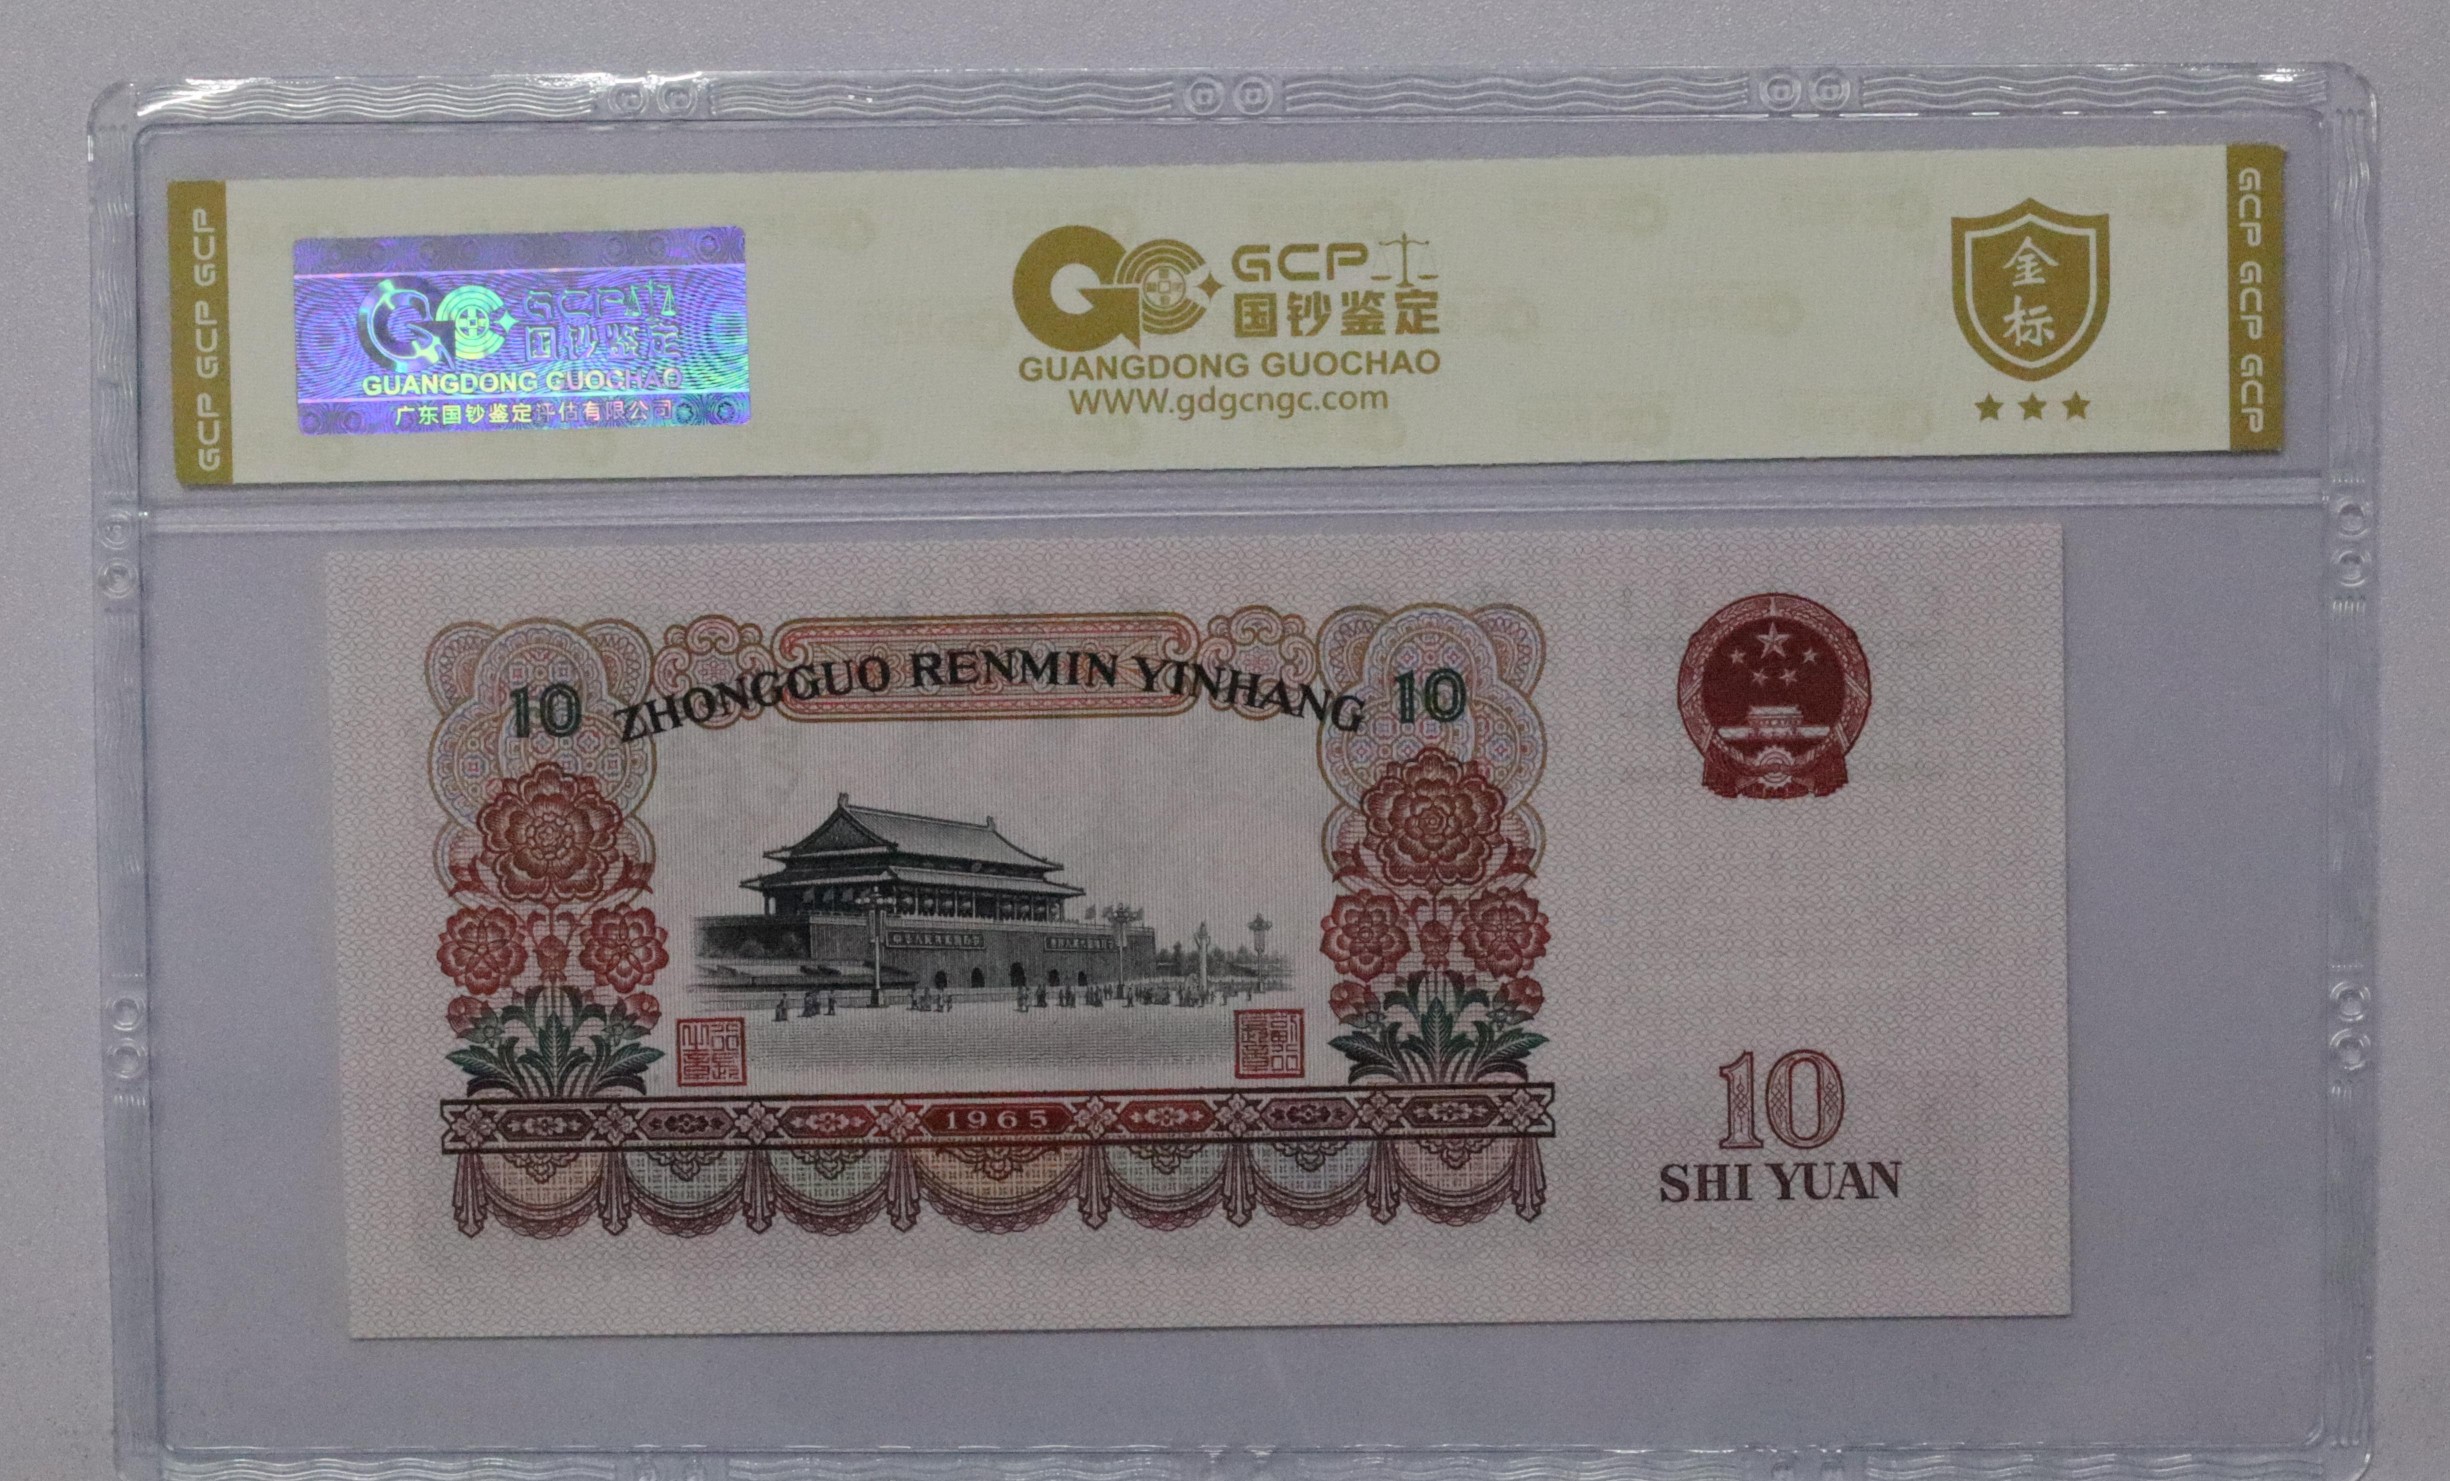 GCP GCP GCP
GCP
国钞鉴定
GUANGDONG GUOCHAO
广东国钞鉴定评估有限公司
GCP
国钞鉴定
GUANGDONG GUOCHAO
WWW.gdgcngc.com
金
标
GCP GCP GCP
10 ZHONGGUO RENMIN YINHANG 10
1965
10
SHI YUAN